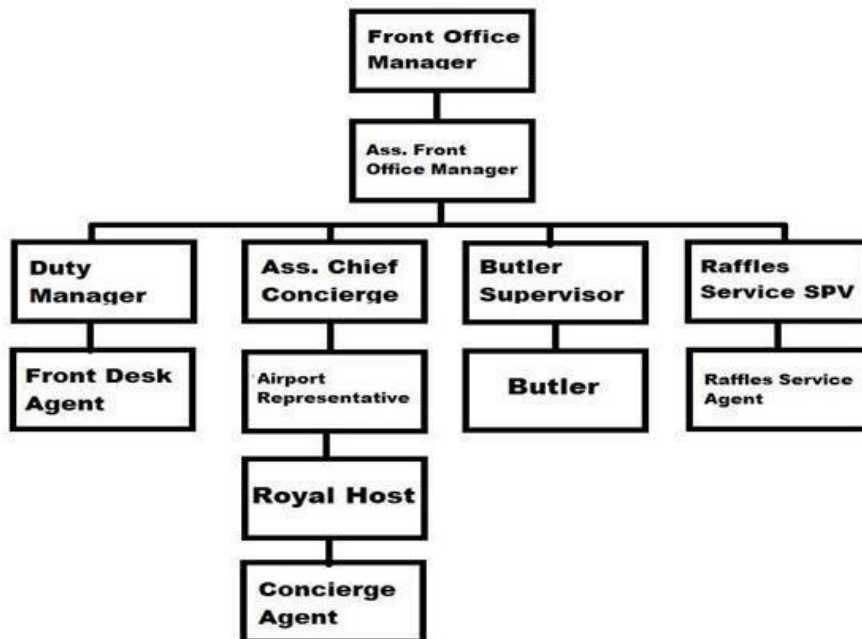 Front Office
Manager
Ass. Front
Office Manager
Duty
Manager
Ass. Chief
Concierge
Butler
Supervisor
Raffles
Service SPV
Front Desk
Agent
Airport
Representative
Butler
Raffles Service
Agent
Royal Host
Concierge
Agent